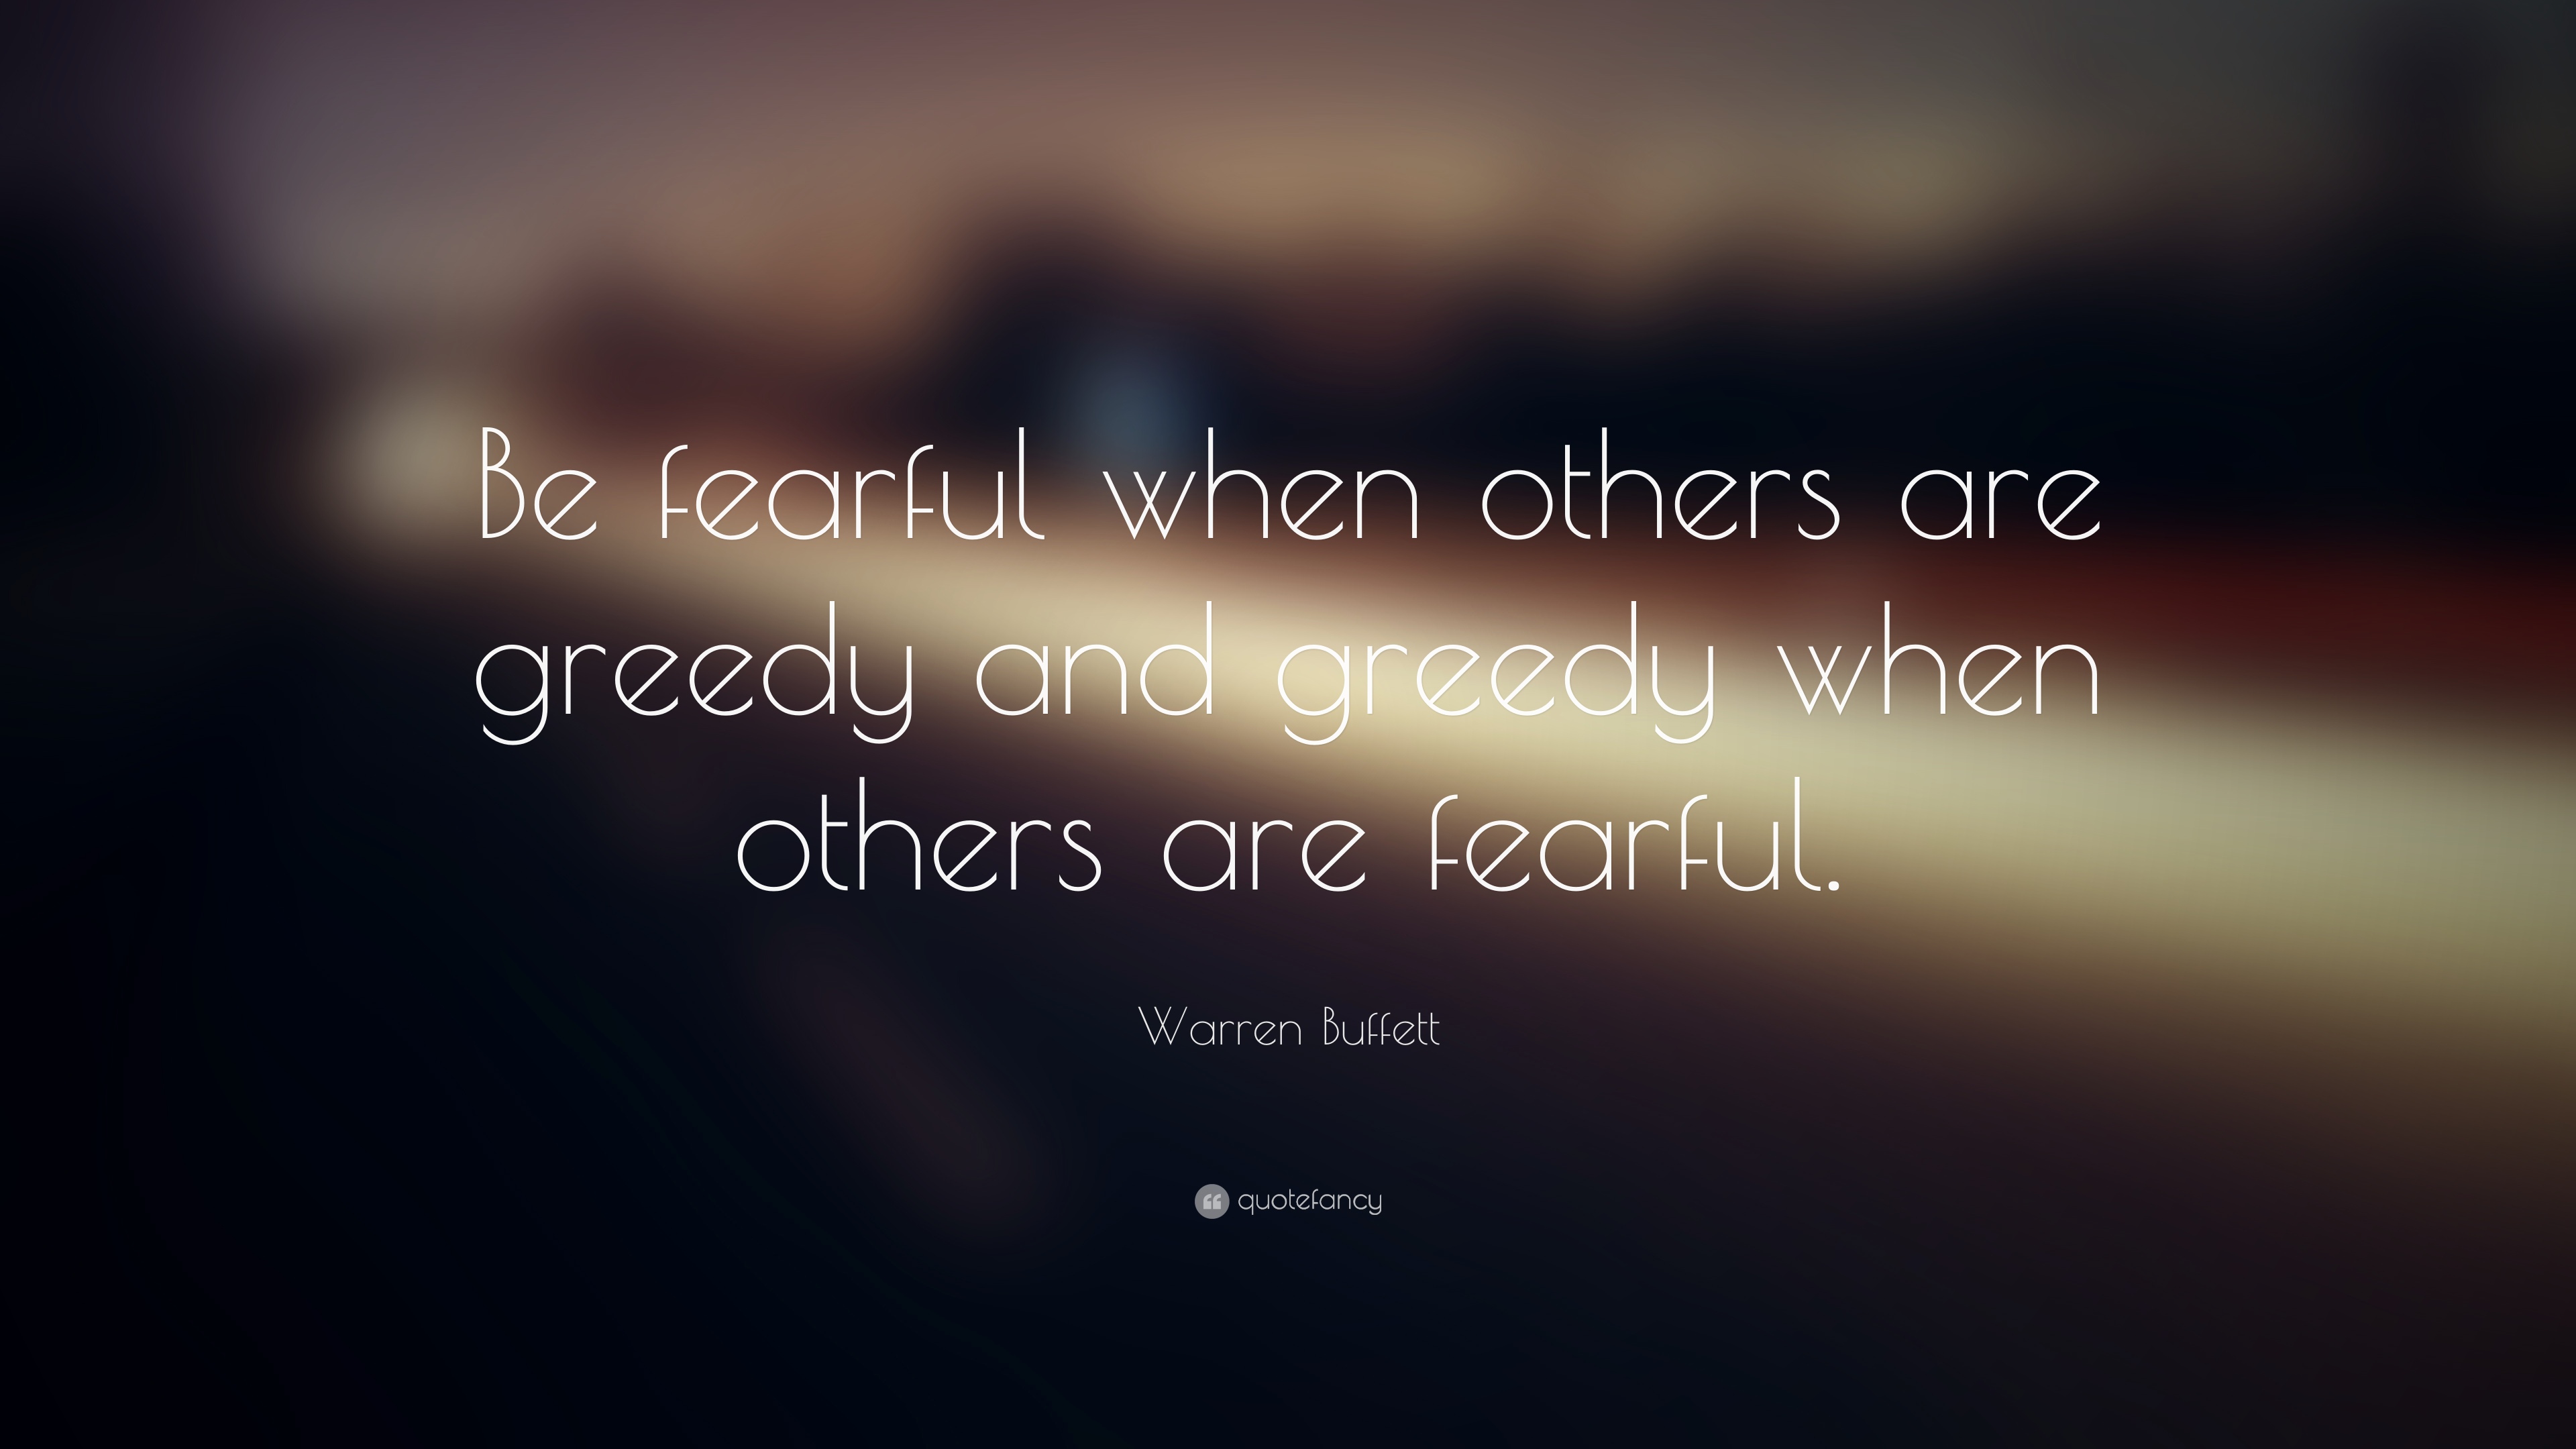 Be fearful when others are
greedy and greedy when
others are fearful.
Warren Buffett
quotefancy